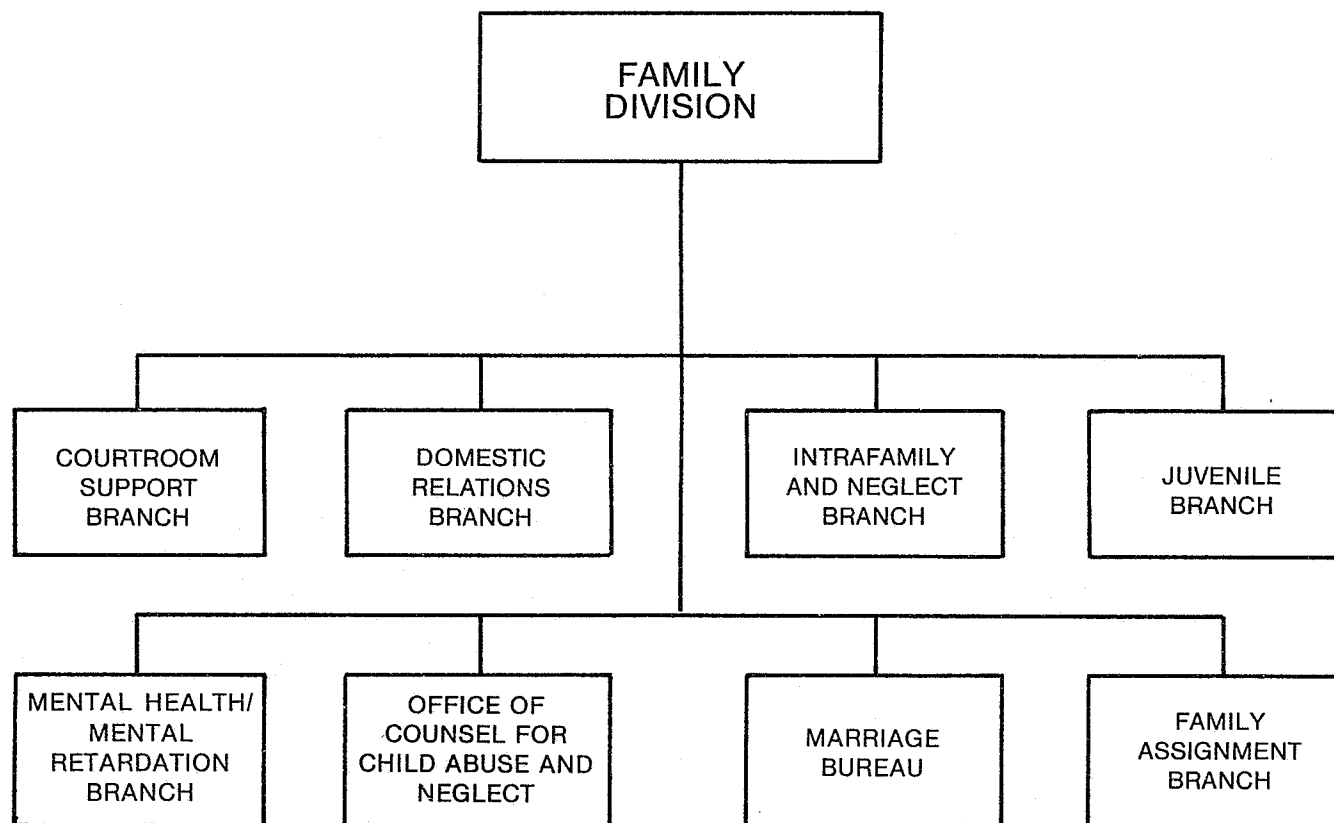 FAMILY
DIVISION
COURTROOM
SUPPORT
BRANCH
DOMESTIC
RELATIONS
BRANCH
INTRAFAMILY
AND NEGLECT
BRANCH
JUVENILE
BRANCH
MENTAL HEALTH/
MENTAL
RETARDATION
BRANCH
OFFICE OF
COUNSEL FOR
CHILD ABUSE AND
NEGLECT
MARRIAGE
BUREAU
FAMILY
ASSIGNMENT
BRANCH